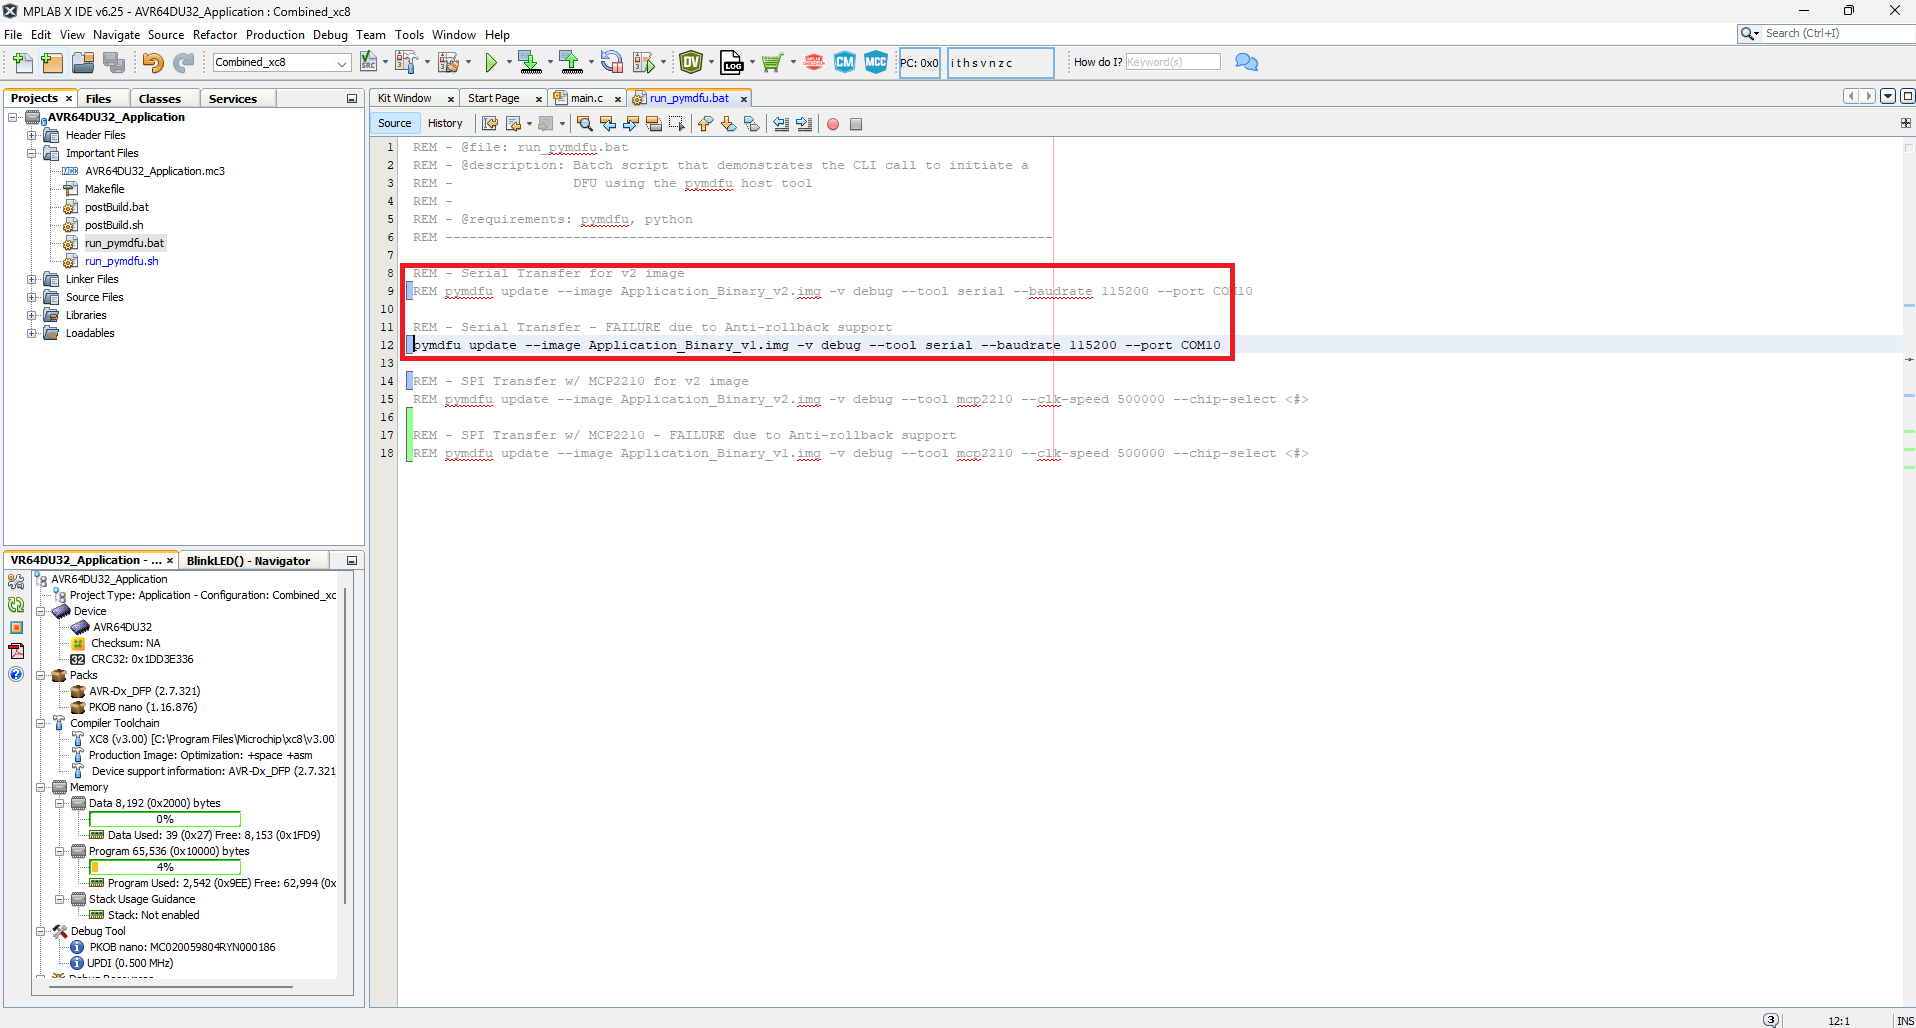 MPLAB X IDE v6.25 - AVR64DU32_Application : Combined_xc8
File Edit View Navigate Source Refactor Production Debug Team Tools Window Help
Search (Ctrl+I)
Combined_xc8
PC: 0x0
i t h s v n z c
How do I? Keyword(s)
Projects
Files
Classes
Services
AVR64DU32_Application
Header Files
Important Files
AVR64DU32_Application.mc3
Makefile
postBuild.bat
postBuild.sh
run_pymdfu.bat
run_pymdfu.sh
Linker Files
Source Files
Libraries
Loadables
VR64DU32_Application - ...
BlinkLED() - Navigator
AVR64DU32_Application
Project Type: Application - Configuration: Combined_xc
Device
AVR64DU32
Checksum: NA
CRC32: 0x1DD3E336
Packs
AVR-Dx_DFP (2.7.321)
PKOB nano (1.16.876)
Compiler Toolchain
XC8 (v3.00) [C:\Program Files\Microchip\xc8\v3.00
Production Image: Optimization: +space +asm
Device support information: AVR-Dx_DFP (2.7.321
Memory
Data 8,192 (0x2000) bytes
0%
Data Used: 39 (0x27) Free: 8,153 (0x1FD9)
Program 65,536 (0x10000) bytes
4%
Program Used: 2,542 (0x9EE) Free: 62,994 (0x
Stack Usage Guidance
Stack: Not enabled
Debug Tool
PKOB nano: MC020059804RYN000186
UPDI (0.500 MHz)
Kit Window
Start Page
main.c
run_pymdfu.bat
Source
History
1 REM - @file: run_pymdfu.bat
2 REM - @description: Batch script that demonstrates the CLI call to initiate a
3 REM - DFU using the pymdfu host tool
4 REM -
5 REM - @requirements: pymdfu, python
6 REM ----------------------------------------------------------------------------
7
8 REM - Serial Transfer for v2 image
9 REM pymdfu update --image Application_Binary_v2.img -v debug --tool serial --baudrate 115200 --port COM10
10
11 REM - Serial Transfer - FAILURE due to Anti-rollback support
12 pymdfu update --image Application_Binary_v1.img -v debug --tool serial --baudrate 115200 --port COM10
13
14 REM - SPI Transfer w/ MCP2210 for v2 image
15 REM pymdfu update --image Application_Binary_v2.img -v debug --tool mcp2210 --clk-speed 500000 --chip-select <#>
16
17 REM - SPI Transfer w/ MCP2210 - FAILURE due to Anti-rollback support
18 REM pymdfu update --image Application_Binary_v1.img -v debug --tool mcp2210 --clk-speed 500000 --chip-select <#>
3
12:1
INS